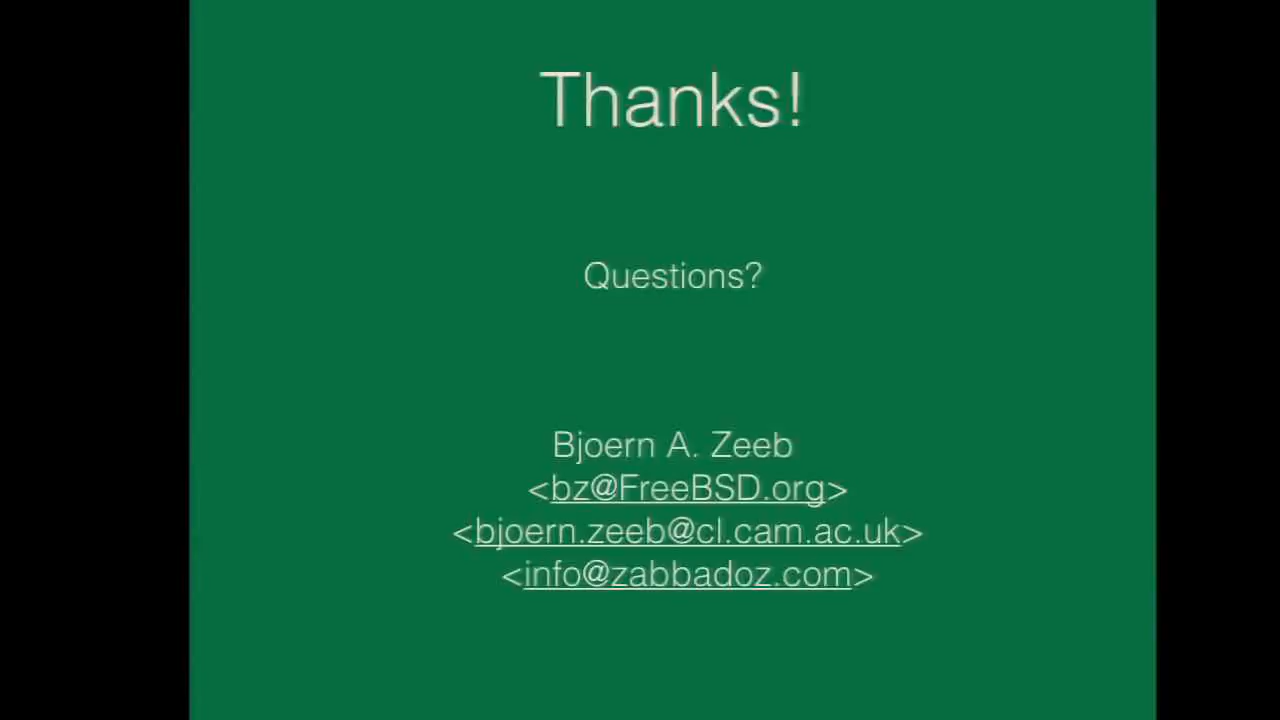 Thanks!
Questions?
Bjoern A. Zeeb
<bz@FreeBSD.org>
<bjoern.zeeb@cl.cam.ac.uk>
<info@zabbadoz.com>